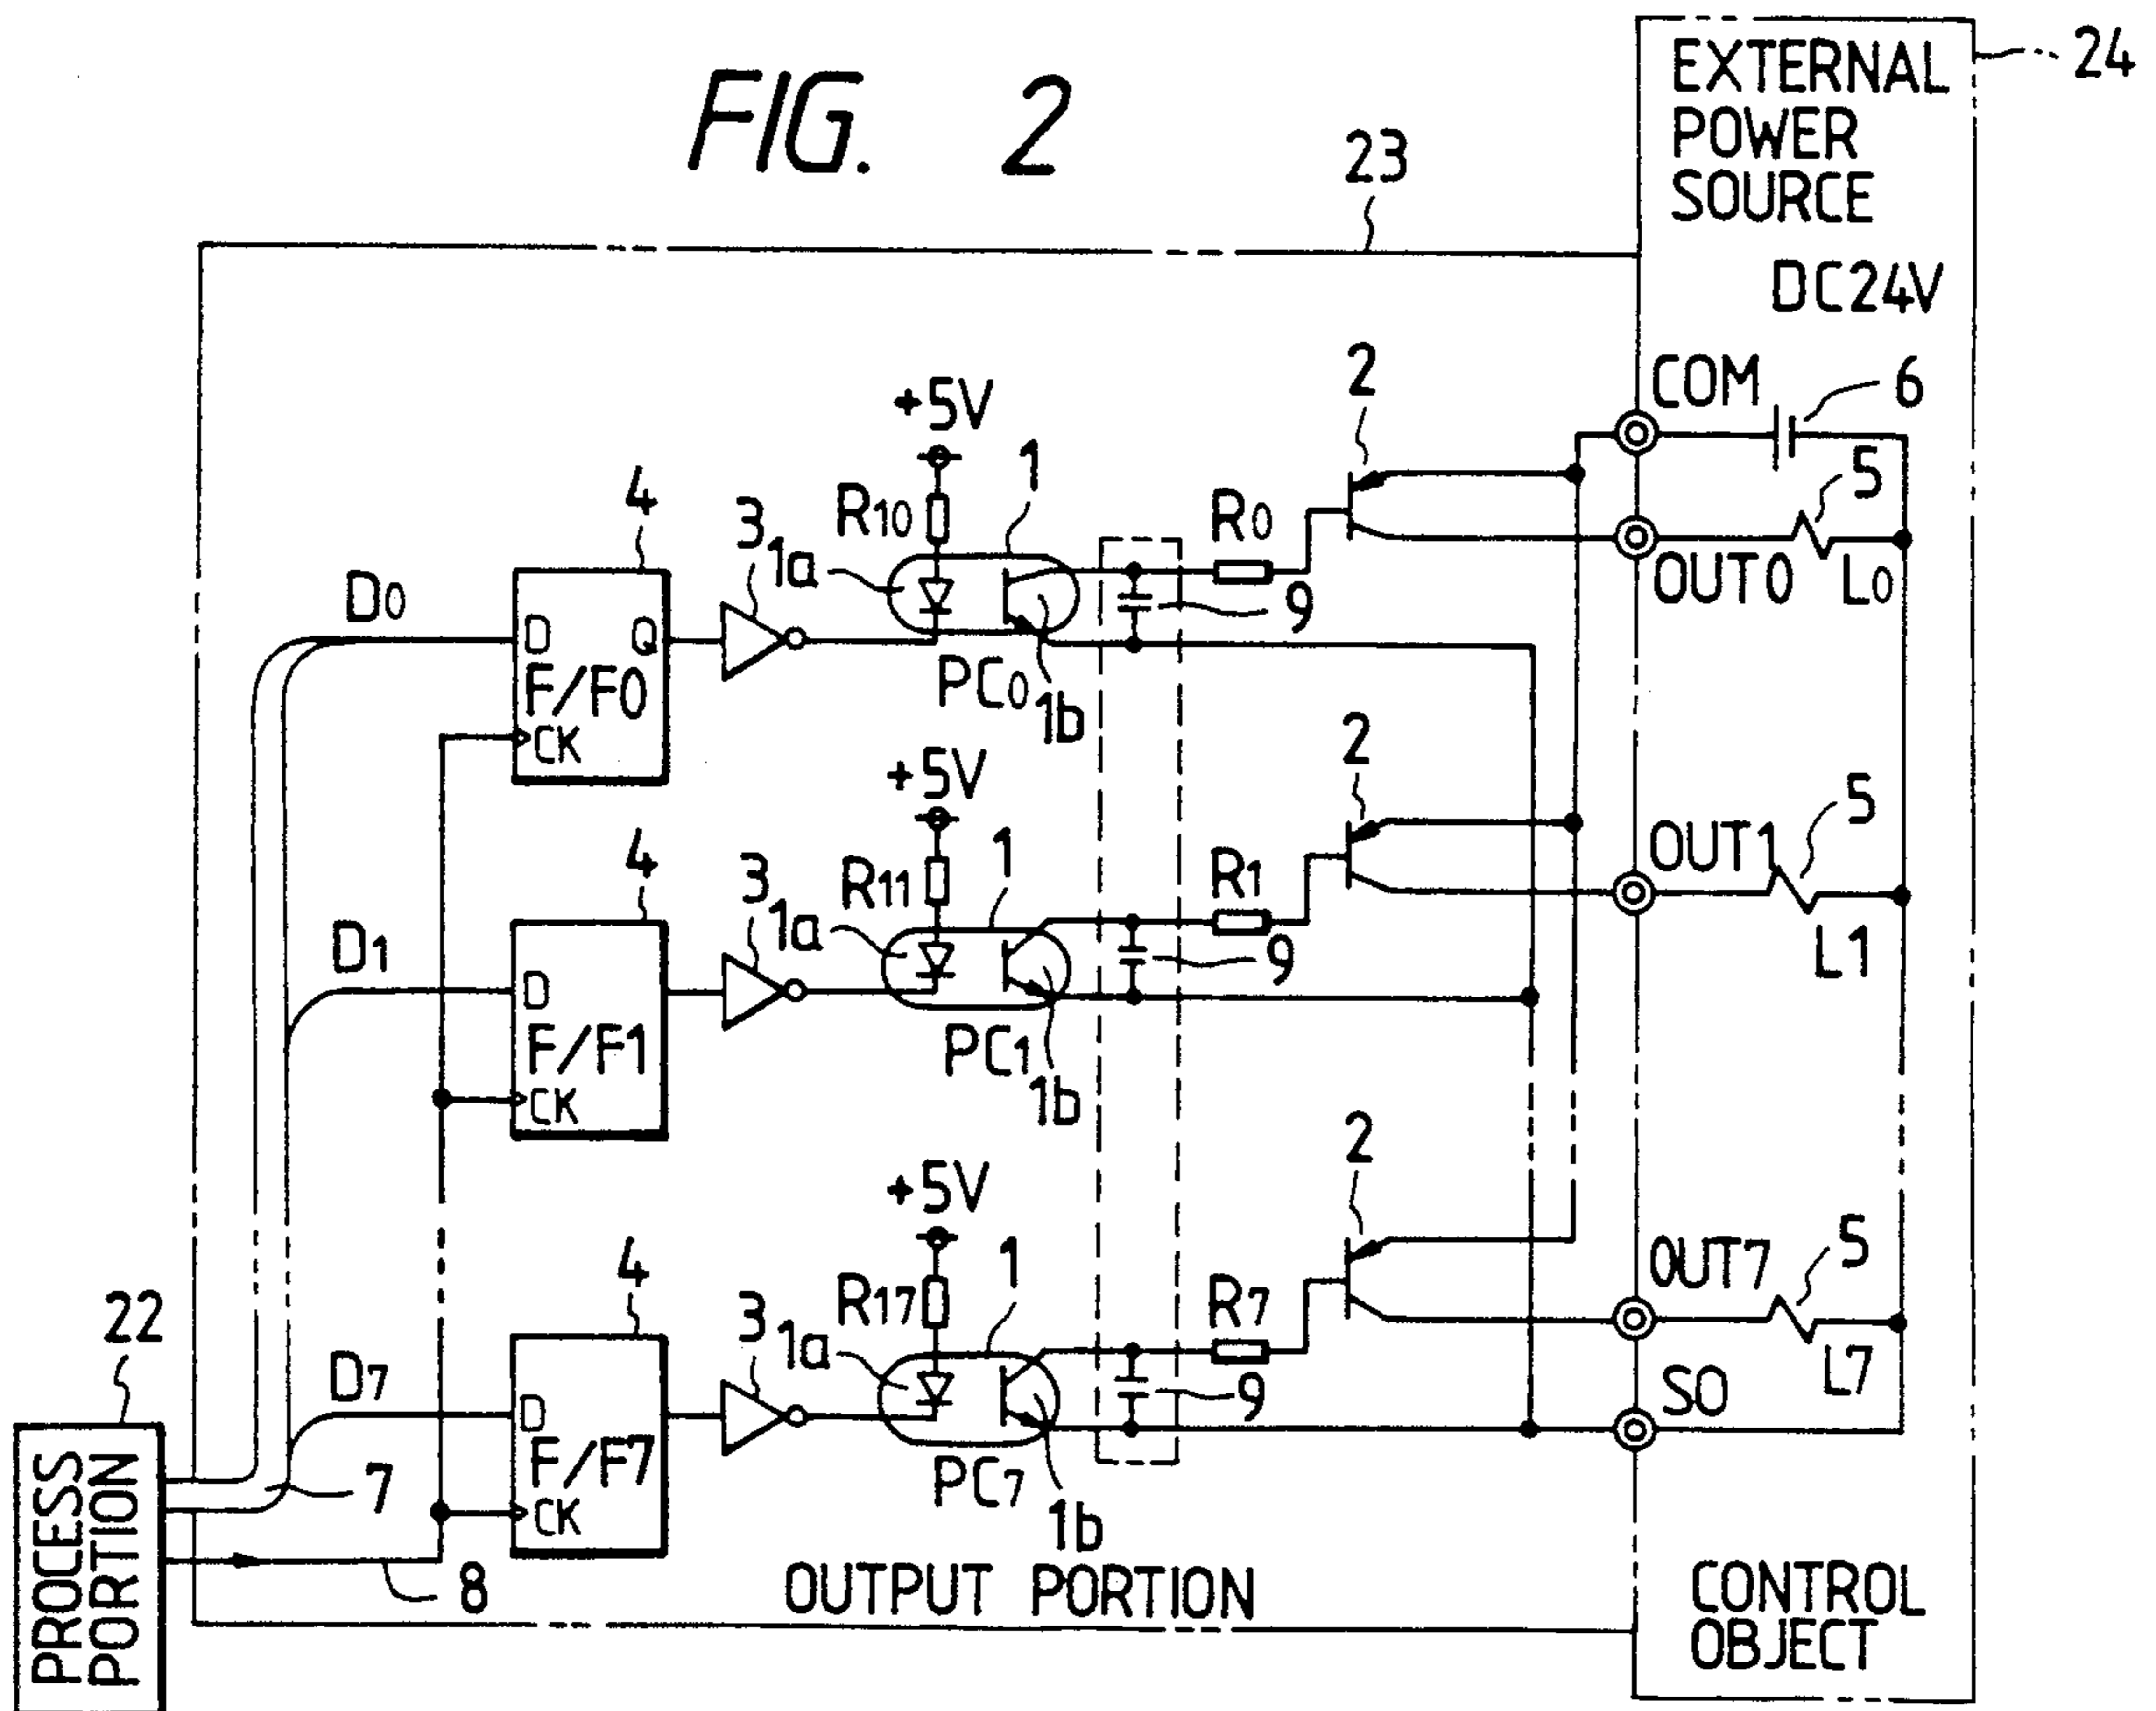 FIG. 2
24
EXTERNAL
POWER
SOURCE
DC24V
23
COM
6
2
+5V
4
3
R10
1
R0
5
1a
D0
D
Q
F/F0
CK
9
OUT0
L0
PC0
1b
+5V
2
5
4
3
R11
1
R1
OUT1
1a
D1
D
F/F1
CK
9
L1
PC1
1b
+5V
2
4
3
R17
1
R7
OUT7
5
22
1a
D7
D
F/F7
CK
9
L7
SO
PC7
1b
7
8
PROCESS
PORTION
OUTPUT PORTION
CONTROL
OBJECT